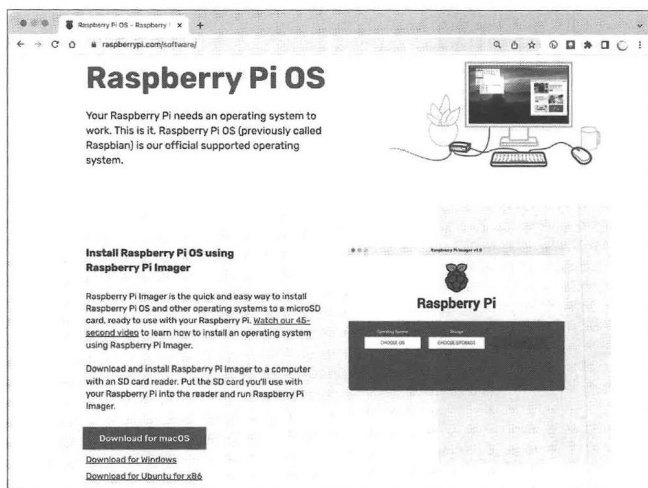 Raspberry Pi OS – Raspberry
raspberrypi.com/software/
Raspberry Pi OS
Your Raspberry Pi needs an operating system to
work. This is it. Raspberry Pi OS (previously called
Raspbian) is our official supported operating
system.
Install Raspberry Pi OS using
Raspberry Pi Imager
Raspberry Pi Imager is the quick and easy way to install
Raspberry Pi OS and other operating systems to a microSD
card, ready to use with your Raspberry Pi. Watch our 45-
second video to learn how to install an operating system
using Raspberry Pi Imager.
Download and install Raspberry Pi Imager to a computer
with an SD card reader. Put the SD card you'll use with
your Raspberry Pi into the reader and run Raspberry Pi
Imager.
Download for macOS
Download for Windows
Download for Ubuntu for x86
Raspberry Pi Imager
Raspberry Pi
Operating System Storage
CHOOSE OS CHOOSE STORAGE